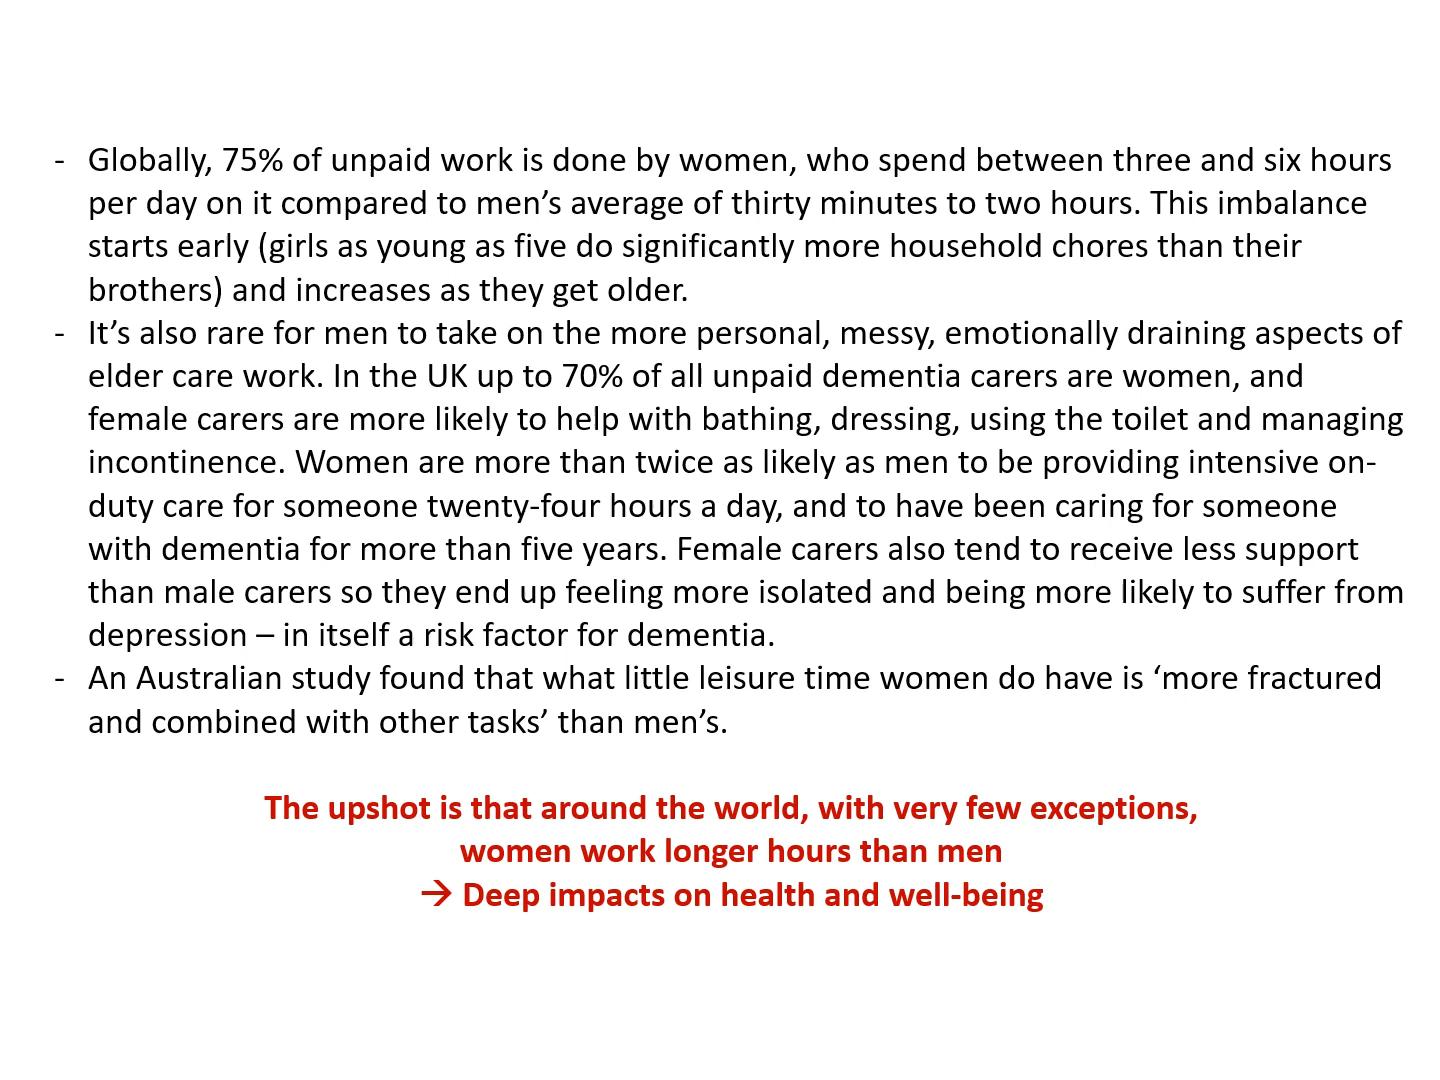 - Globally, 75% of unpaid work is done by women, who spend between three and six hours
per day on it compared to men’s average of thirty minutes to two hours. This imbalance
starts early (girls as young as five do significantly more household chores than their
brothers) and increases as they get older.
- It’s also rare for men to take on the more personal, messy, emotionally draining aspects of
elder care work. In the UK up to 70% of all unpaid dementia carers are women, and
female carers are more likely to help with bathing, dressing, using the toilet and managing
incontinence. Women are more than twice as likely as men to be providing intensive on-
duty care for someone twenty-four hours a day, and to have been caring for someone
with dementia for more than five years. Female carers also tend to receive less support
than male carers so they end up feeling more isolated and being more likely to suffer from
depression – in itself a risk factor for dementia.
- An Australian study found that what little leisure time women do have is ‘more fractured
and combined with other tasks’ than men’s.
The upshot is that around the world, with very few exceptions,
women work longer hours than men
→ Deep impacts on health and well-being